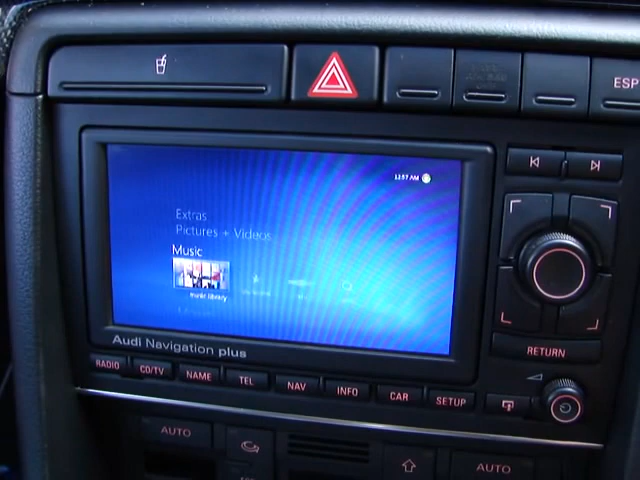 ESP
12:57 AM
Extras
Pictures + Videos
Music
music library
Audi Navigation plus
RADIO CD/TV NAME TEL NAV INFO CAR SETUP
RETURN
AUTO
AUTO